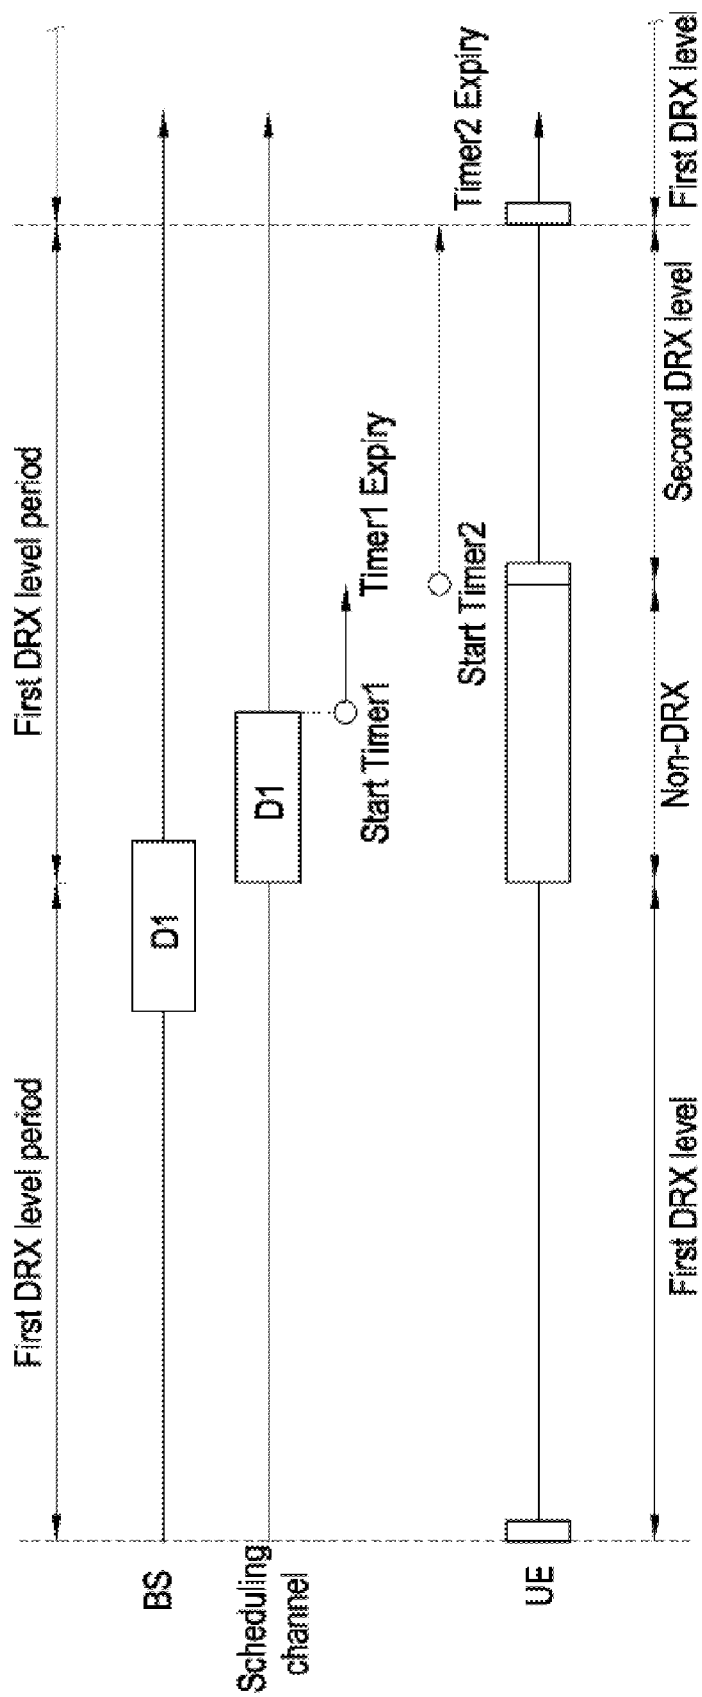 First DRX level period
First DRX level period
BS
D1
Scheduling
channel
D1
Start Timer1
Timer1 Expiry
Start Timer2
Timer2 Expiry
UE
First DRX level
Non-DRX
Second DRX level
First DRX level